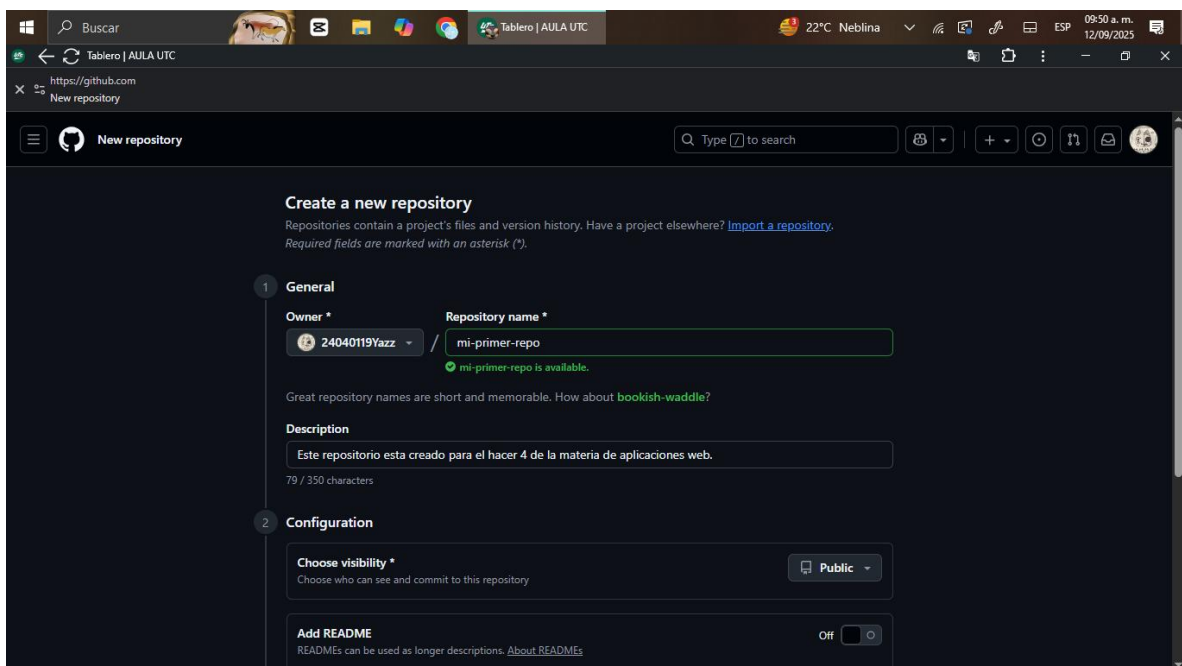 Buscar
Tablero | AULA UTC
22°C Neblina
ESP
09:50 a. m.
12/09/2025
Tablero | AULA UTC
https://github.com
New repository
New repository
Type / to search
Create a new repository
Repositories contain a project's files and version history. Have a project elsewhere? Import a repository.
Required fields are marked with an asterisk (*).
1 General
Owner * Repository name *
24040119Yazz / mi-primer-repo
mi-primer-repo is available.
Great repository names are short and memorable. How about bookish-waddle?
Description
Este repositorio esta creado para el hacer 4 de la materia de aplicaciones web.
79 / 350 characters
2 Configuration
Choose visibility *
Public
Choose who can see and commit to this repository
Add README
Off
READMEs can be used as longer descriptions. About READMEs